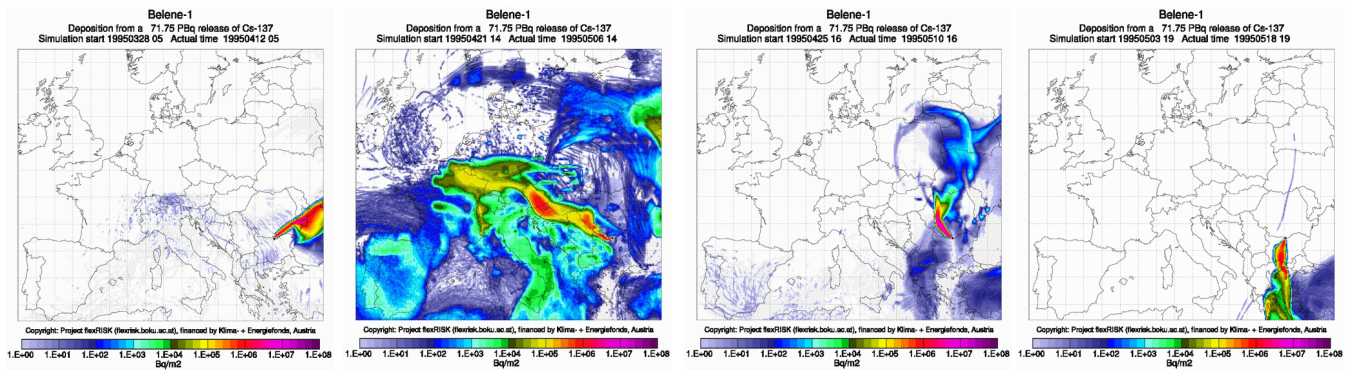 Belene-1
Deposition from a 71.75 PBq release of Cs-137
Simulation start 19950328 05 Actual time 19950412 05
Copyright: Project flexRISK (flexrisk.boku.ac.at), financed by Klima- + Energiefonds, Austria
1.E+00 1.E+01 1.E+02 1.E+03 1.E+04 1.E+05 1.E+06 1.E+07 1.E+08
Bq/m2
Belene-1
Deposition from a 71.75 PBq release of Cs-137
Simulation start 19950421 14 Actual time 19950506 14
Copyright: Project flexRISK (flexrisk.boku.ac.at), financed by Klima- + Energiefonds, Austria
1.E+00 1.E+01 1.E+02 1.E+03 1.E+04 1.E+05 1.E+06 1.E+07 1.E+08
Bq/m2
Belene-1
Deposition from a 71.75 PBq release of Cs-137
Simulation start 19950425 16 Actual time 19950510 16
Copyright: Project flexRISK (flexrisk.boku.ac.at), financed by Klima- + Energiefonds, Austria
1.E+00 1.E+01 1.E+02 1.E+03 1.E+04 1.E+05 1.E+06 1.E+07 1.E+08
Bq/m2
Belene-1
Deposition from a 71.75 PBq release of Cs-137
Simulation start 19950503 19 Actual time 19950518 19
Copyright: Project flexRISK (flexrisk.boku.ac.at), financed by Klima- + Energiefonds, Austria
1.E+00 1.E+01 1.E+02 1.E+03 1.E+04 1.E+05 1.E+06 1.E+07 1.E+08
Bq/m2